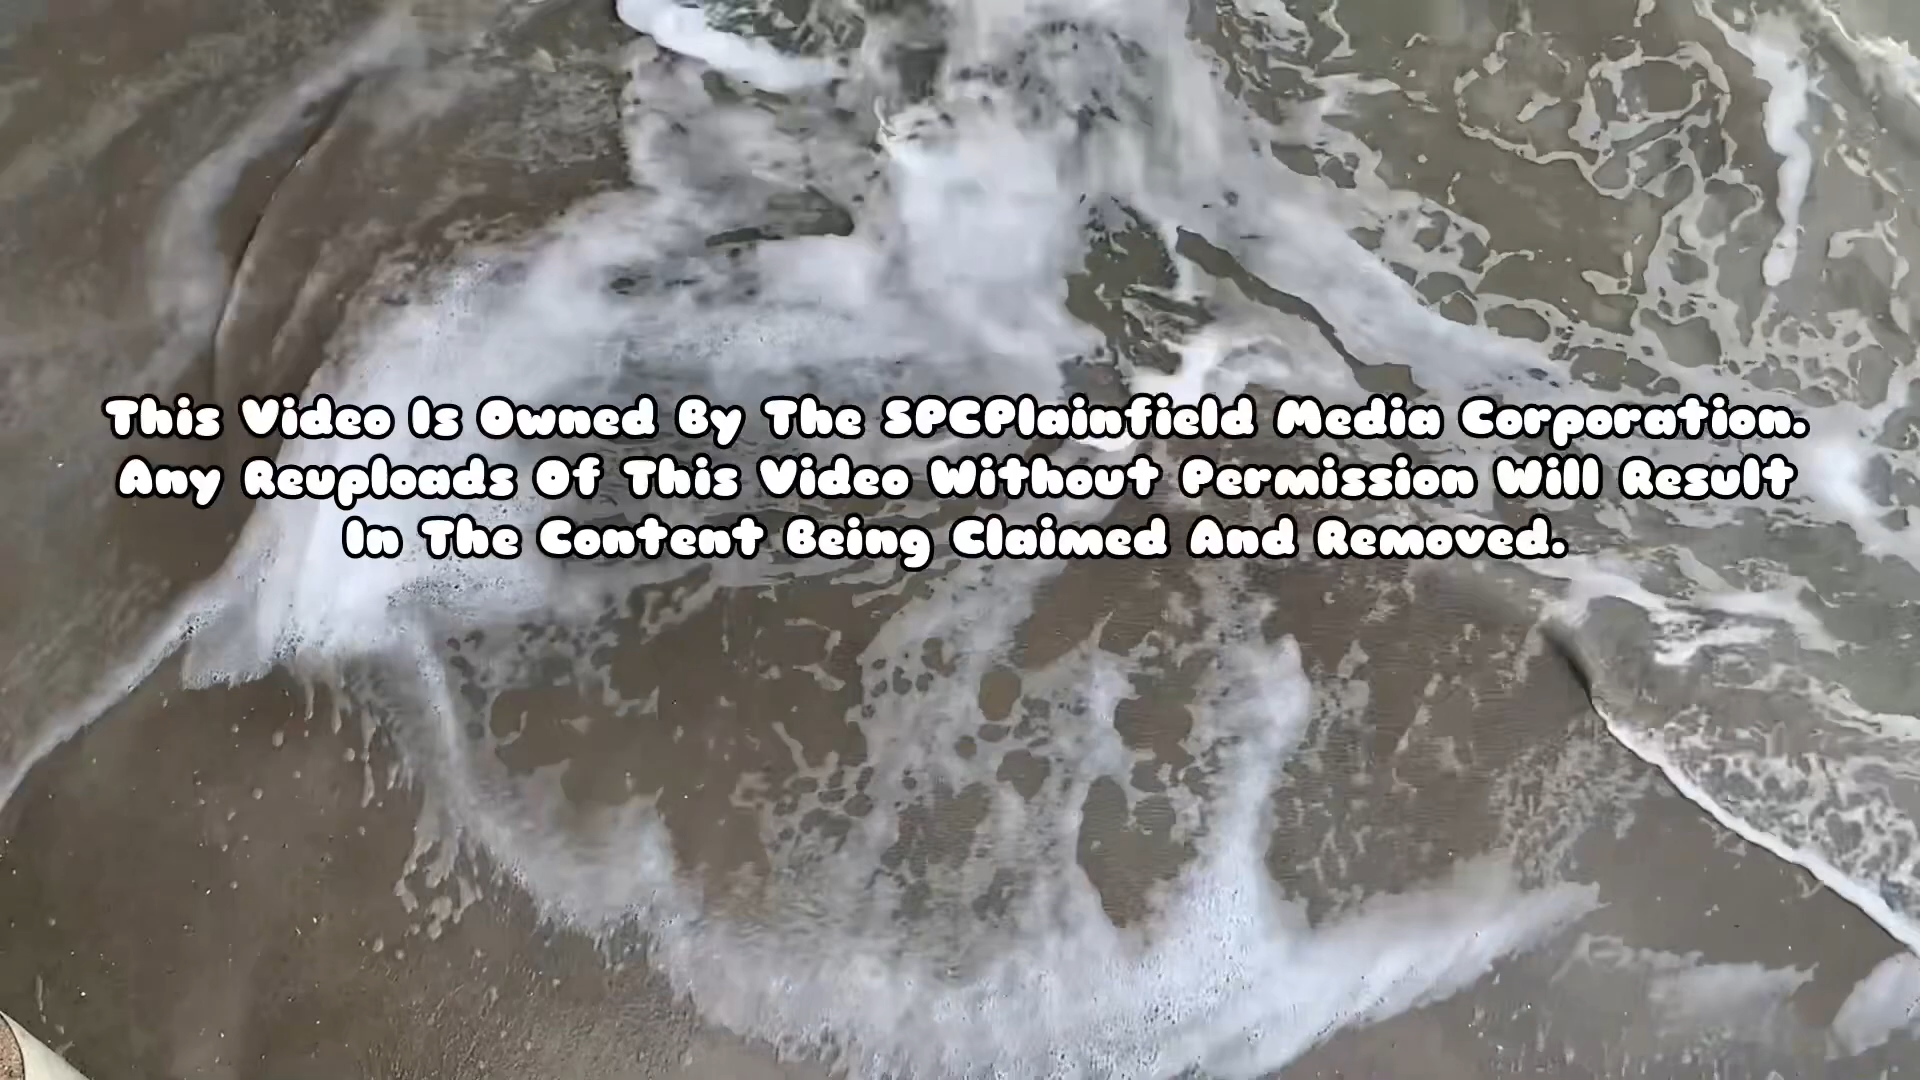 This Video Is Owned By The SPCPlainfield Media Corporation.
Any Reuploads Of This Video Without Permission Will Result
In The Content Being Claimed And Removed.